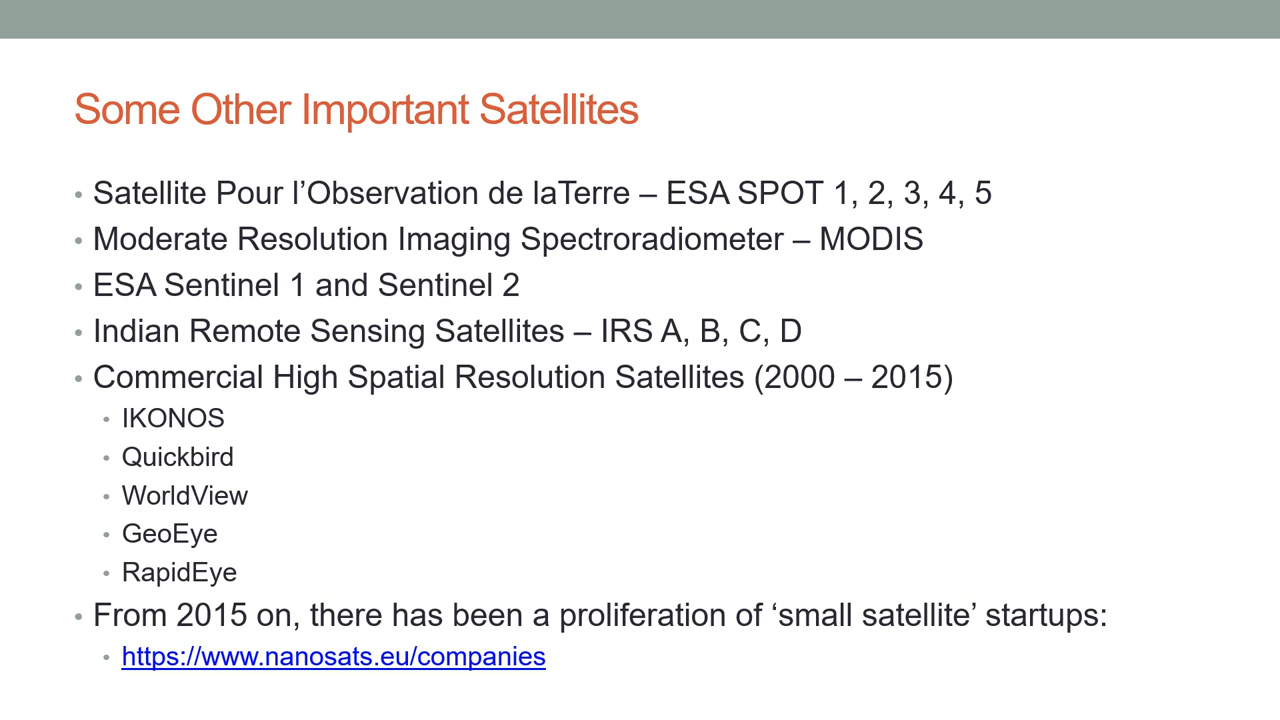 Some Other Important Satellites
• Satellite Pour l’Observation de laTerre – ESA SPOT 1, 2, 3, 4, 5
• Moderate Resolution Imaging Spectroradiometer – MODIS
• ESA Sentinel 1 and Sentinel 2
• Indian Remote Sensing Satellites – IRS A, B, C, D
• Commercial High Spatial Resolution Satellites (2000 – 2015)
• IKONOS
• Quickbird
• WorldView
• GeoEye
• RapidEye
• From 2015 on, there has been a proliferation of ‘small satellite’ startups:
• https://www.nanosats.eu/companies